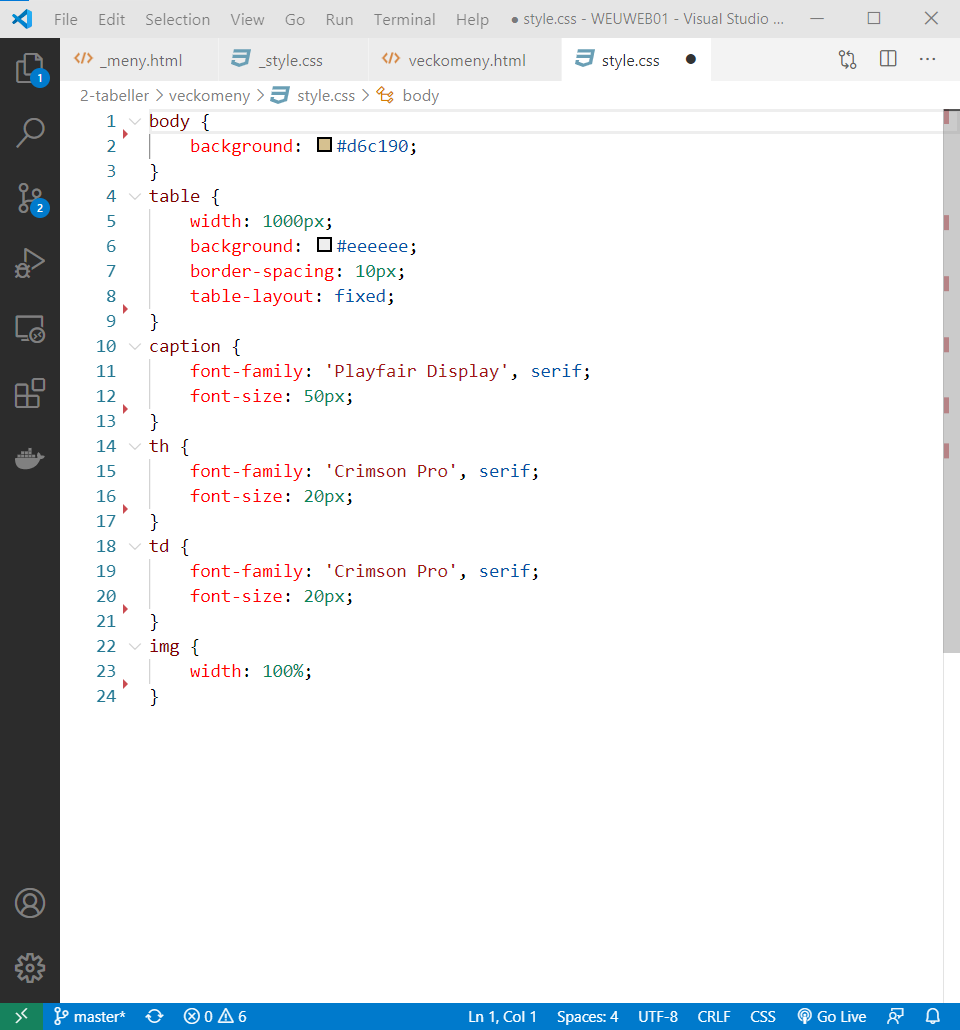 File Edit Selection View Go Run Terminal Help ● style.css - WEUWEB01 - Visual Studio ...
_meny.html _style.css veckomeny.html style.css ●
2-tabeller > veckomeny > style.css > body
1 body {
2 background: #d6c190;
3 }
4 table {
5 width: 1000px;
6 background: #eeeeee;
7 border-spacing: 10px;
8 table-layout: fixed;
9 }
10 caption {
11 font-family: 'Playfair Display', serif;
12 font-size: 50px;
13 }
14 th {
15 font-family: 'Crimson Pro', serif;
16 font-size: 20px;
17 }
18 td {
19 font-family: 'Crimson Pro', serif;
20 font-size: 20px;
21 }
22 img {
23 width: 100%;
24 }
1
2
master* 0 6 Ln 1, Col 1 Spaces: 4 UTF-8 CRLF CSS Go Live